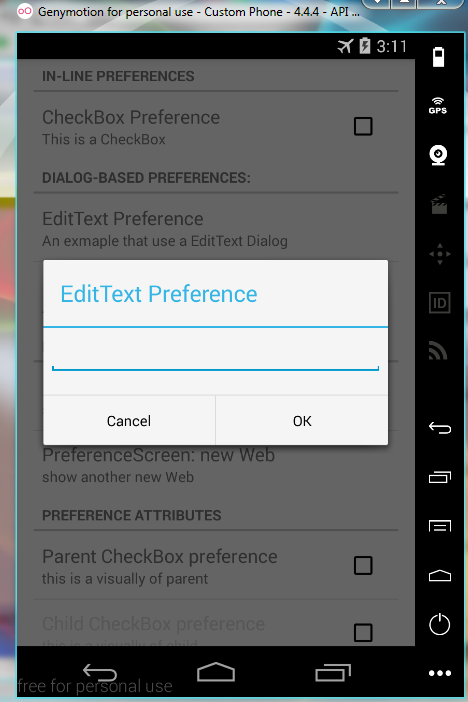 Genymotion for personal use - Custom Phone - 4.4.4 - API ...
3:11
IN-LINE PREFERENCES
CheckBox Preference
This is a CheckBox
GPS
DIALOG-BASED PREFERENCES:
EditText Preference
An exmaple that use a EditText Dialog
EditText Preference
ID
Cancel
OK
PreferenceScreen: new Web
show another new Web
PREFERENCE ATTRIBUTES
Parent CheckBox preference
this is a visually of parent
Child CheckBox preference
this is a visually of child
free for personal use